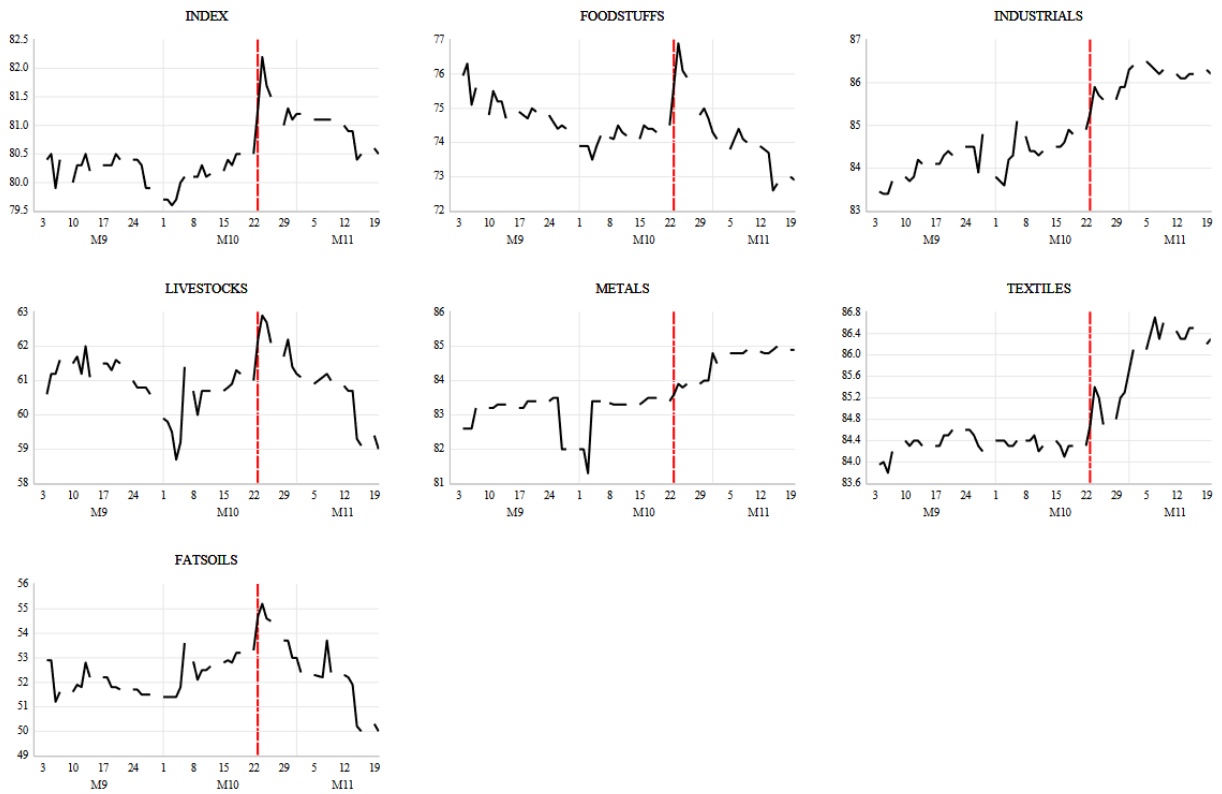 INDEX
82.5
82.0
81.5
81.0
80.5
80.0
79.5
3 10 17 24 1 8 15 22 29 5 12 19
M9 M10 M11
FOODSTUFFS
77
76
75
74
73
72
3 10 17 24 1 8 15 22 29 5 12 19
M9 M10 M11
INDUSTRIALS
87
86
85
84
83
3 10 17 24 1 8 15 22 29 5 12 19
M9 M10 M11
LIVESTOCKS
63
62
61
60
59
58
3 10 17 24 1 8 15 22 29 5 12 19
M9 M10 M11
METALS
86
85
84
83
82
81
3 10 17 24 1 8 15 22 29 5 12 19
M9 M10 M11
TEXTILES
86.8
86.4
86.0
85.6
85.2
84.8
84.4
84.0
83.6
3 10 17 24 1 8 15 22 29 5 12 19
M9 M10 M11
FATSOILS
56
55
54
53
52
51
50
49
3 10 17 24 1 8 15 22 29 5 12 19
M9 M10 M11